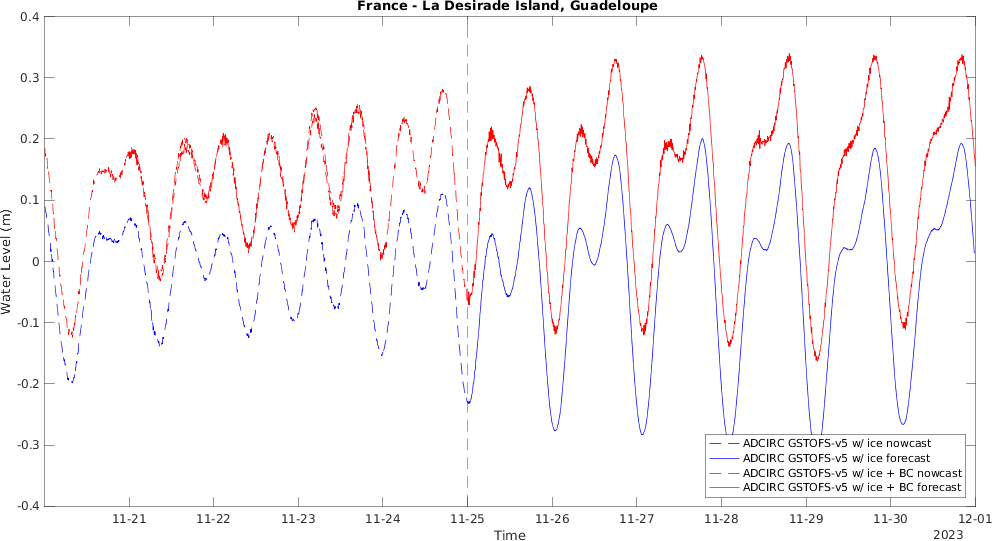 France - La Desirade Island, Guadeloupe
0.4
0.3
0.2
0.1
0
-0.1
-0.2
-0.3
-0.4
Water Level (m)
ADCIRC GSTOFS-v5 w/ ice nowcast
ADCIRC GSTOFS-v5 w/ ice forecast
ADCIRC GSTOFS-v5 w/ ice + BC nowcast
ADCIRC GSTOFS-v5 w/ ice + BC forecast
11-21 11-22 11-23 11-24 11-25 11-26 11-27 11-28 11-29 11-30 12-01
Time
2023